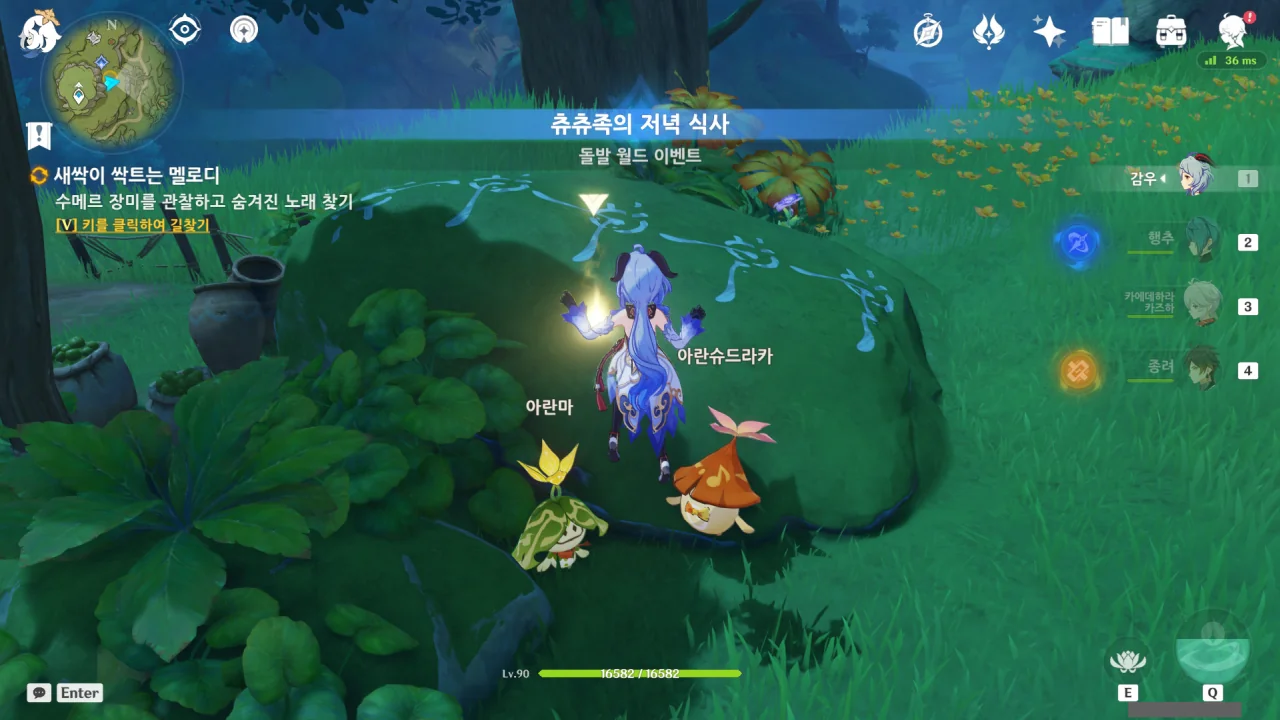 N
36 ms
츄츄족의 저녁 식사
돌발 월드 이벤트
새싹이 싹트는 멜로디
수메르 장미를 관찰하고 숨겨진 노래 찾기
[V] 키를 클릭하여 길찾기
감우
1
행추
2
카에데하라
카즈하
3
종려
4
아란슈드라카
아란마
Lv.90
16582 / 16582
Enter
E
Q